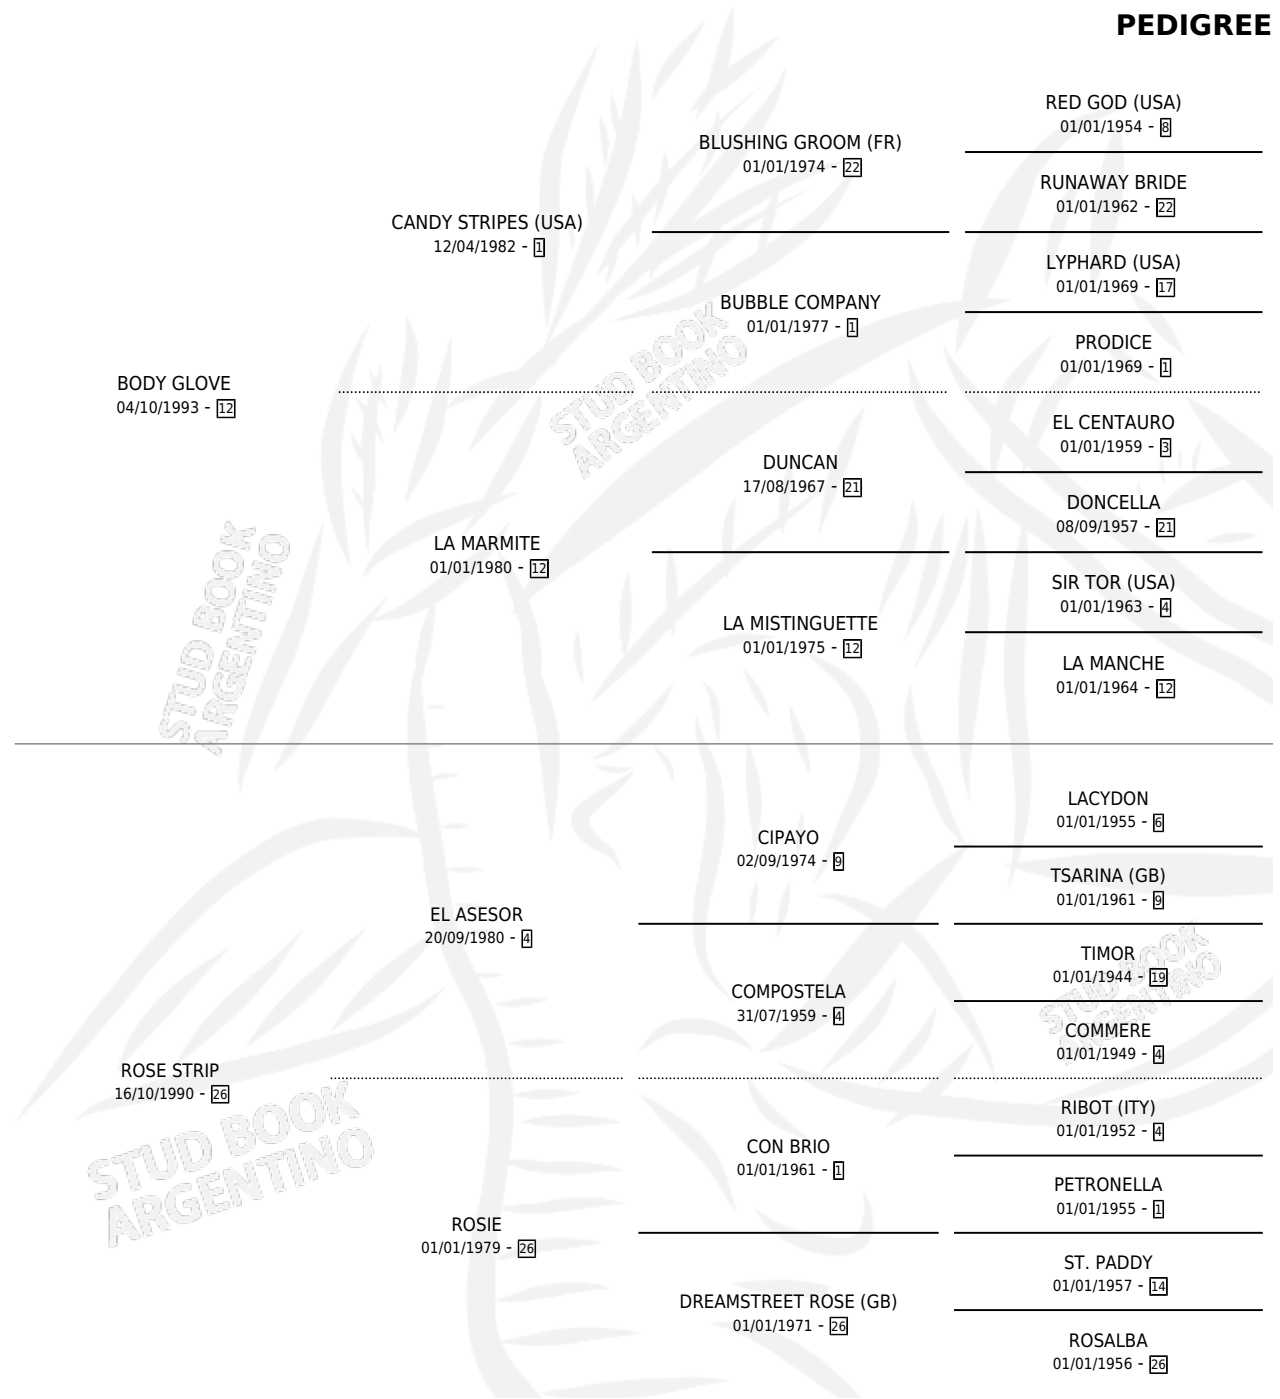 PEDIGREE
RED GOD (USA)
01/01/1954 - 8
BLUSHING GROOM (FR)
01/01/1974 - 22
RUNAWAY BRIDE
01/01/1962 - 22
CANDY STRIPES (USA)
12/04/1982 - 1
LYPHARD (USA)
01/01/1969 - 17
BUBBLE COMPANY
01/01/1977 - 1
PRODICE
01/01/1969 - 1
BODY GLOVE
04/10/1993 - 12
EL CENTAURO
01/01/1959 - 3
DUNCAN
17/08/1967 - 21
DONCELLA
08/09/1957 - 21
LA MARMITE
01/01/1980 - 12
SIR TOR (USA)
01/01/1963 - 4
LA MISTINGUETTE
01/01/1975 - 12
LA MANCHE
01/01/1964 - 12
LACYDON
01/01/1955 - 6
CIPAYO
02/09/1974 - 9
TSARINA (GB)
01/01/1961 - 9
EL ASESOR
20/09/1980 - 4
TIMOR
01/01/1944 - 19
COMPOSTELA
31/07/1959 - 4
COMMERE
01/01/1949 - 4
ROSE STRIP
16/10/1990 - 26
RIBOT (ITY)
01/01/1952 - 4
CON BRIO
01/01/1961 - 1
PETRONELLA
01/01/1955 - 1
ROSIE
01/01/1979 - 26
ST. PADDY
01/01/1957 - 14
DREAMSTREET ROSE (GB)
01/01/1971 - 26
ROSALBA
01/01/1956 - 26
STUD BOOK
ARGENTINO
STUD BOOK
ARGENTINO
STUD BOOK
ARGENTINO
STUD BOOK
ARGENTINO